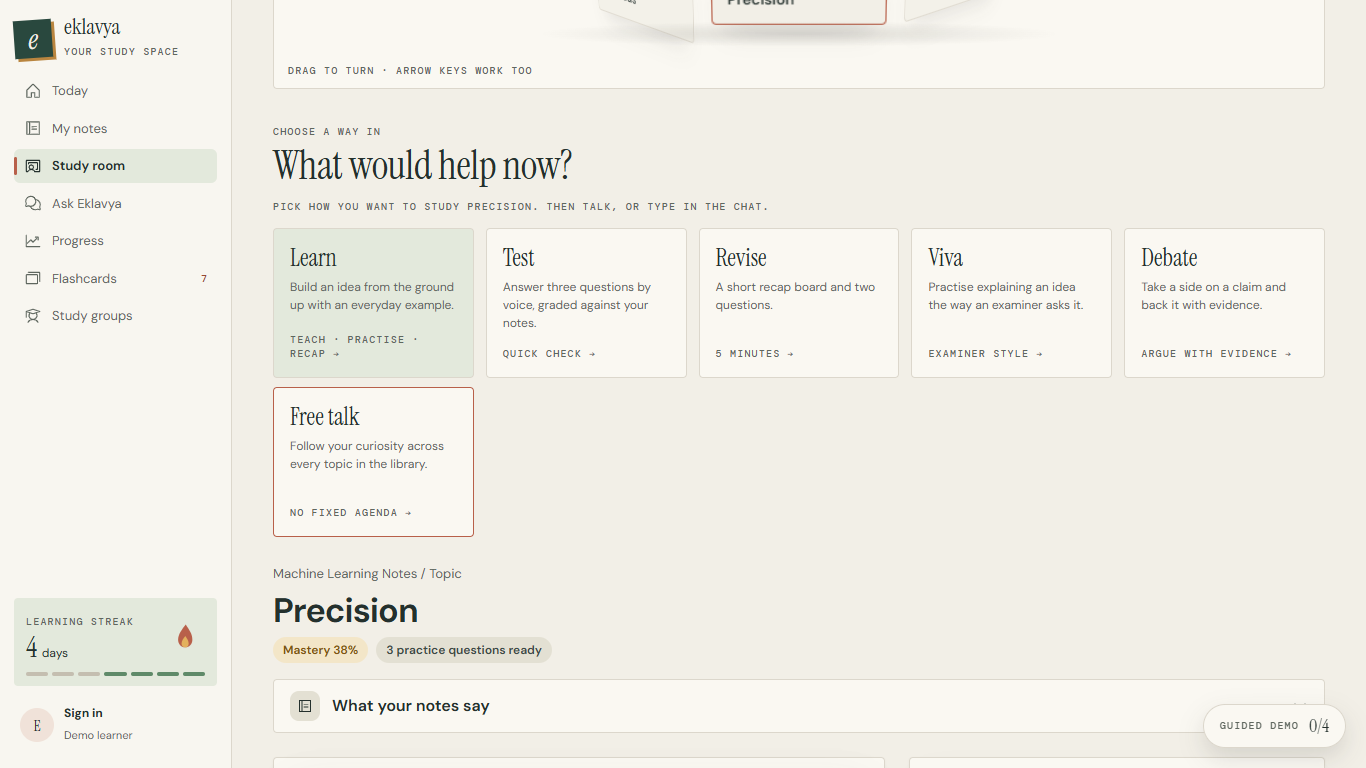 e
eklavya
YOUR STUDY SPACE
Today
My notes
Study room
Ask Eklavya
Progress
Flashcards 7
Study groups
LEARNING STREAK
4 days
E
Sign in
Demo learner
Precision
DRAG TO TURN · ARROW KEYS WORK TOO
CHOOSE A WAY IN
What would help now?
PICK HOW YOU WANT TO STUDY PRECISION. THEN TALK, OR TYPE IN THE CHAT.
Learn
Build an idea from the ground
up with an everyday example.
TEACH · PRACTISE ·
RECAP →
Test
Answer three questions by
voice, graded against your
notes.
QUICK CHECK →
Revise
A short recap board and two
questions.
5 MINUTES →
Viva
Practise explaining an idea
the way an examiner asks it.
EXAMINER STYLE →
Debate
Take a side on a claim and
back it with evidence.
ARGUE WITH EVIDENCE →
Free talk
Follow your curiosity across
every topic in the library.
NO FIXED AGENDA →
Machine Learning Notes / Topic
Precision
Mastery 38%
3 practice questions ready
What your notes say
GUIDED DEMO 0/4